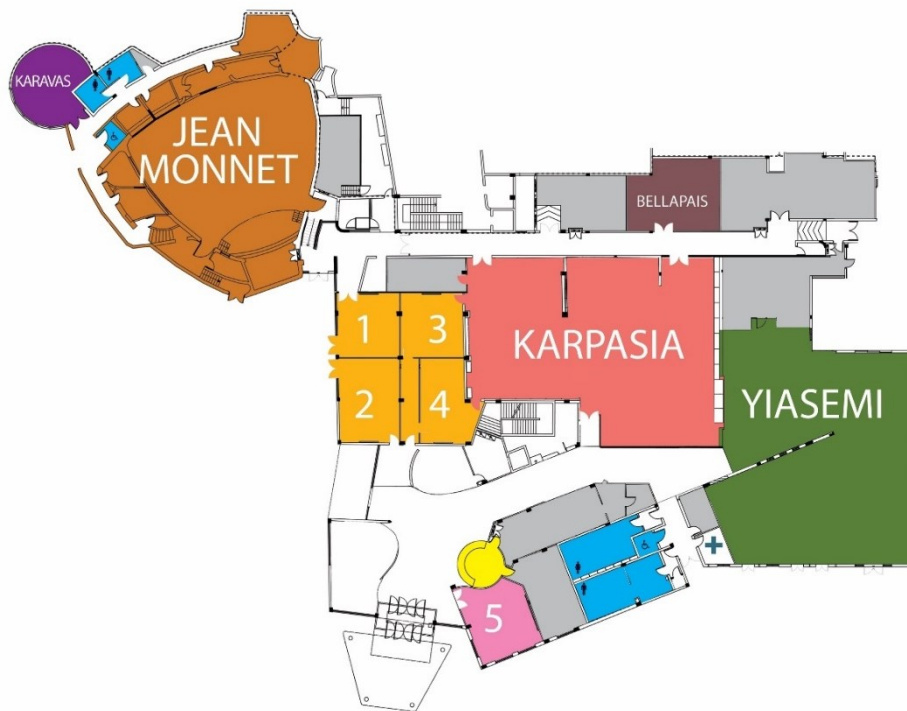 KARAVAS
JEAN
MONNET
BELLAPAIS
1
3
KARPASIA
2
4
YIASEMI
5